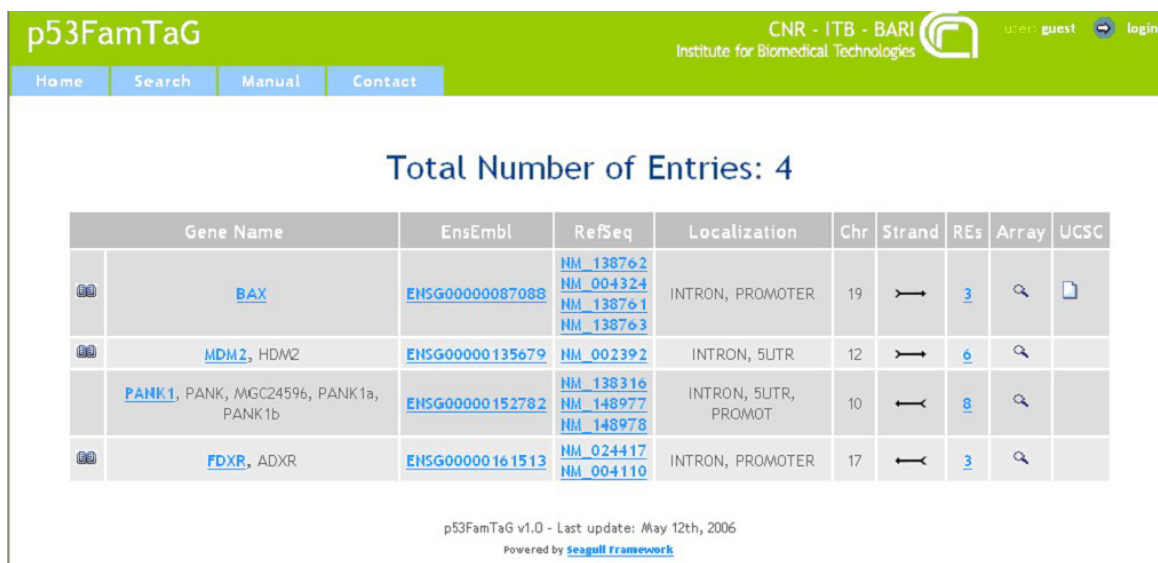 p53FamTaG
CNR - ITB - BARI
Institute for Biomedical Technologies
user: guest login
Home Search Manual Contact
Total Number of Entries: 4
Gene Name EnsEmbl RefSeq Localization Chr Strand REs Array UCSC
BAX ENSG00000087088 NM_138762 INTRON, PROMOTER 19 3
NM_004324
NM_138761
NM_138763
MDM2, HDM2 ENSG00000135679 NM_002392 INTRON, 5UTR 12 6
PANK1, PANK, MGC24596, PANK1a, ENSG00000152782 NM_138316 INTRON, 5UTR, 10 8
PANK1b NM_148977 PROMOT
NM_148978
FDXR, ADXR ENSG00000161513 NM_024417 INTRON, PROMOTER 17 3
NM_004110
p53FamTaG v1.0 - Last update: May 12th, 2006
Powered by Seagull Framework